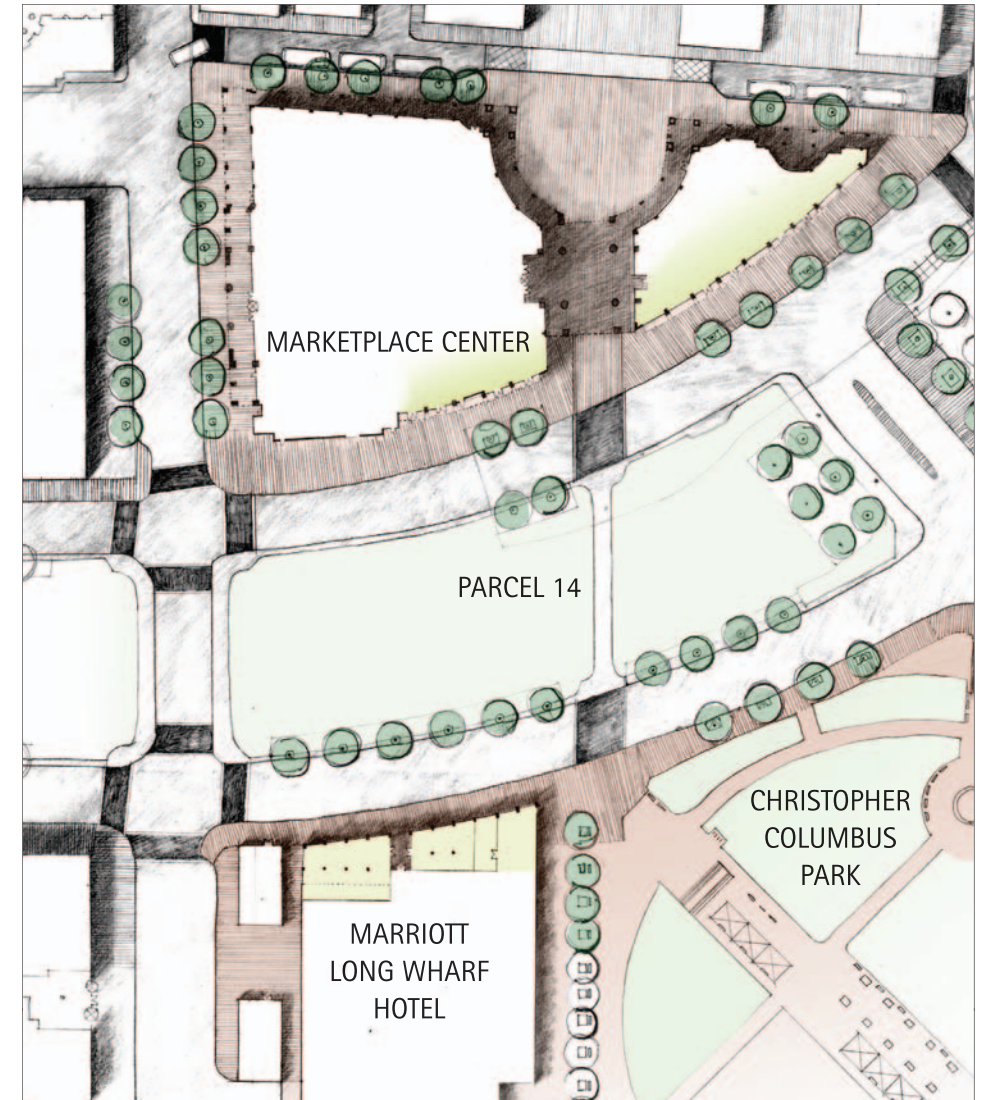 MARKETPLACE CENTER
PARCEL 14
CHRISTOPHER
COLUMBUS
PARK
MARRIOTT
LONG WHARF
HOTEL